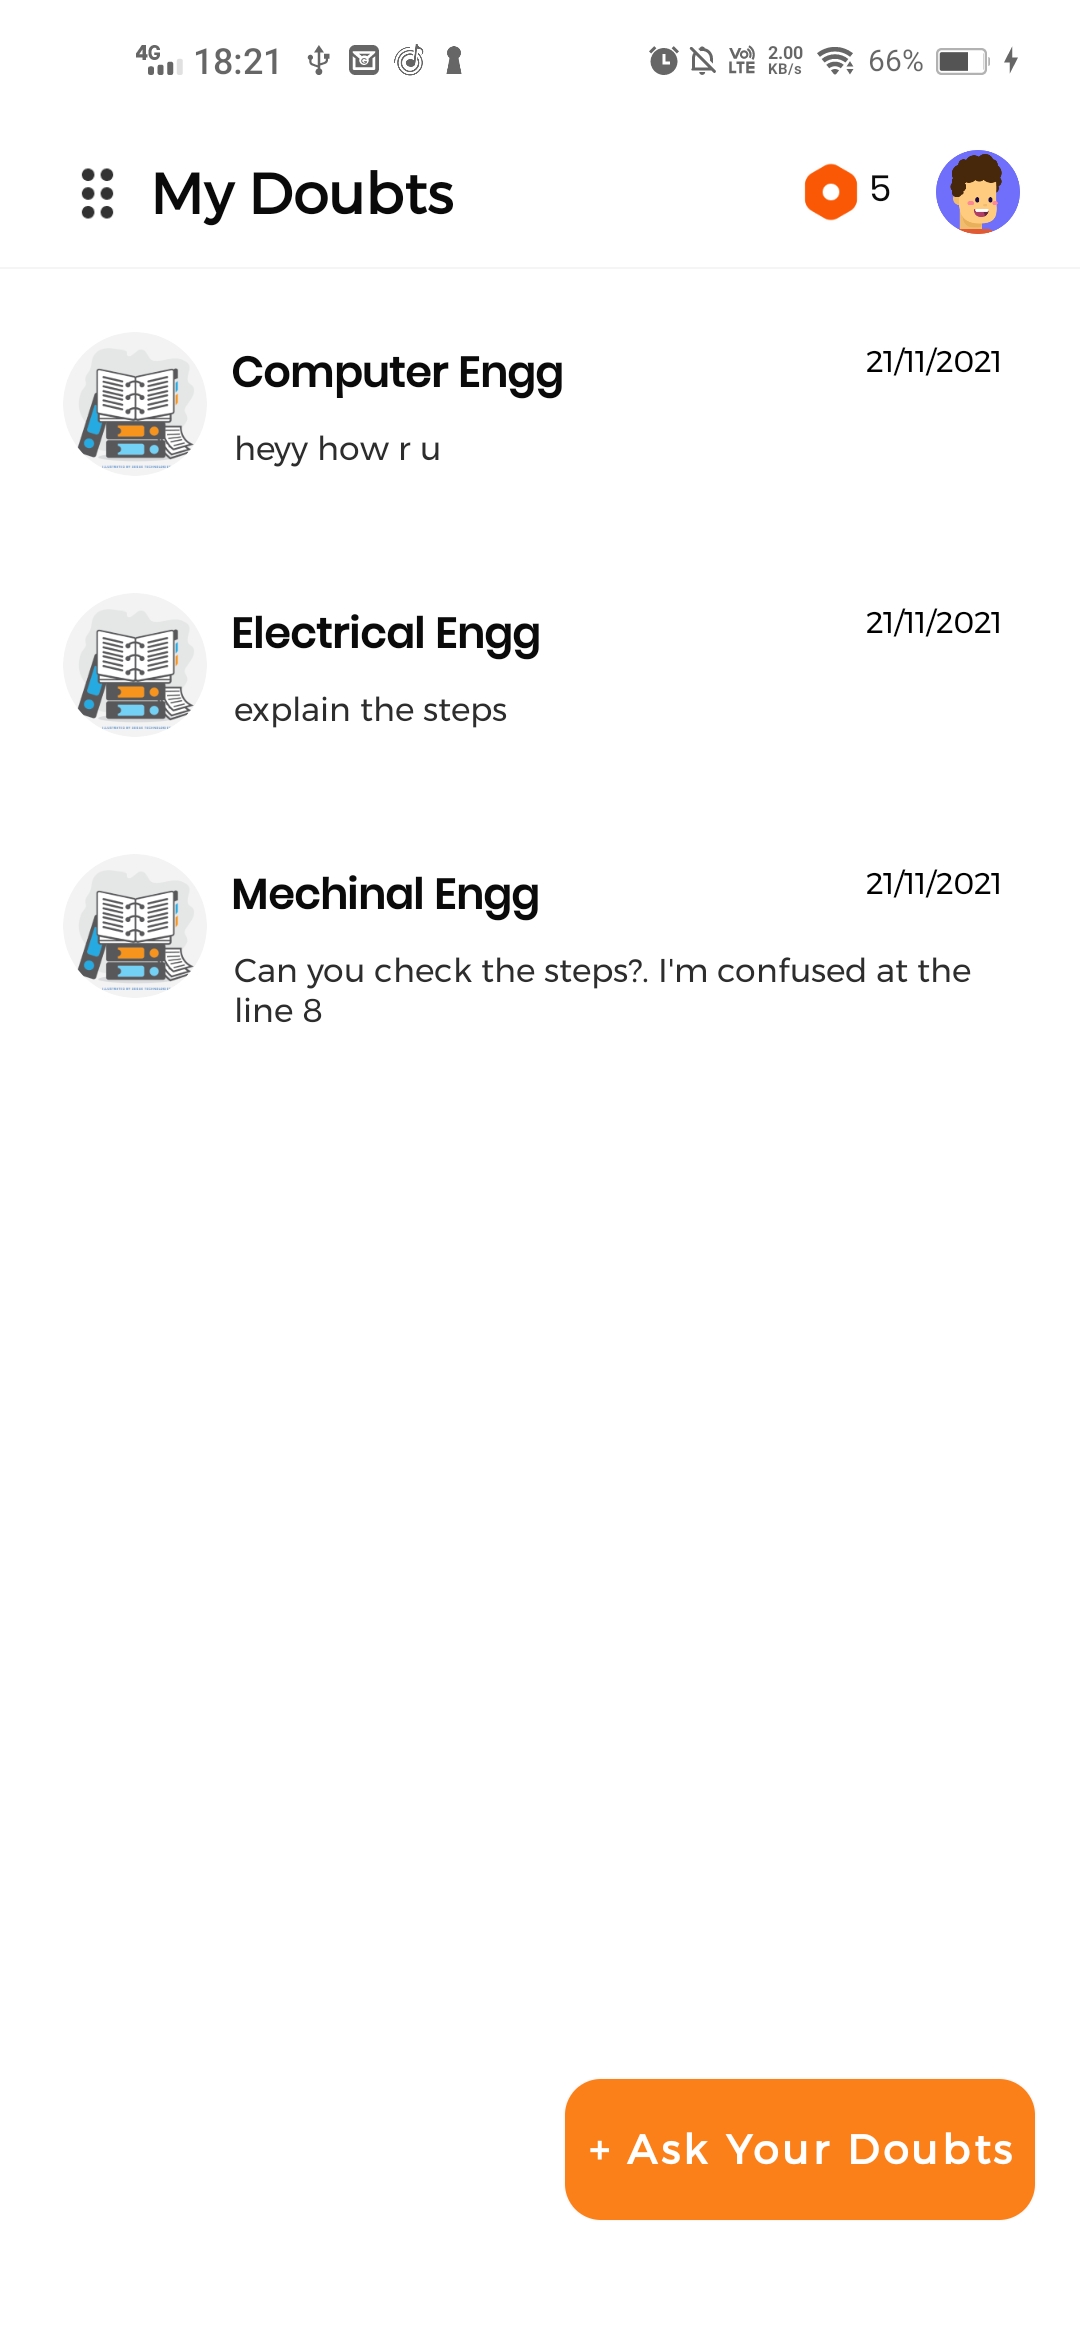 4G 18:21 Vo)) LTE 2.00 KB/s 66%
My Doubts 5
Computer Engg 21/11/2021
heyy how r u
Electrical Engg 21/11/2021
explain the steps
Mechinal Engg 21/11/2021
Can you check the steps?. I'm confused at the
line 8
+ Ask Your Doubts